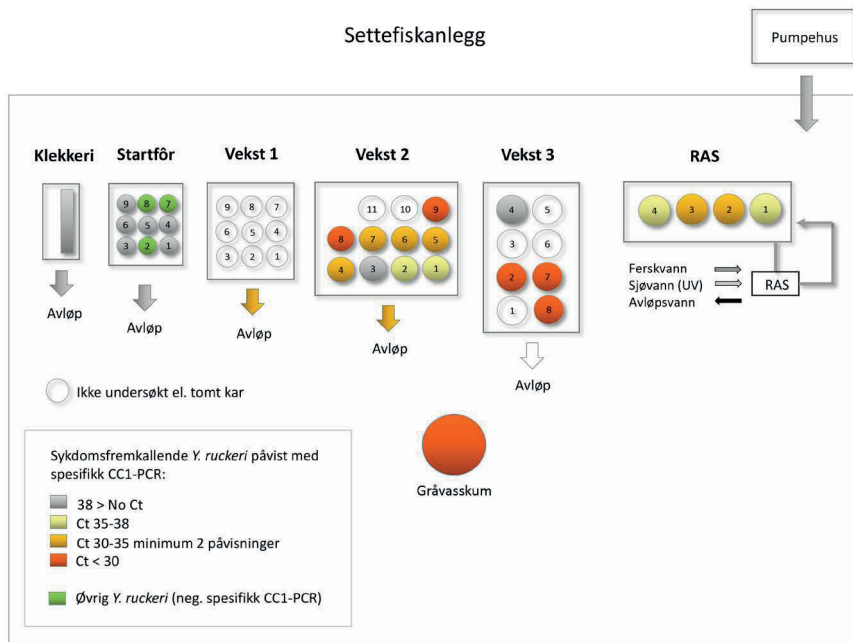 Settefiskanlegg
Pumpehus
Klekkeri
Startfôr
Vekst 1
Vekst 2
Vekst 3
RAS
9 8 7
6 5 4
3 2 1
9 8 7
6 5 4
3 2 1
11 10 9
8 7 6 5
4 3 2 1
4 5
3 6
2 7
1 8
4 3 2 1
Ferskvann
Sjøvann (UV)
Avløpsvann
RAS
Avløp
Avløp
Avløp
Avløp
Avløp
Ikke undersøkt el. tomt kar
Gråvasskum
Sykdomsfremkallende Y. ruckeri påvist med
spesifikk CC1-PCR:
38 > No Ct
Ct 35-38
Ct 30-35 minimum 2 påvisninger
Ct < 30
Øvrig Y. ruckeri (neg. spesifikk CC1-PCR)